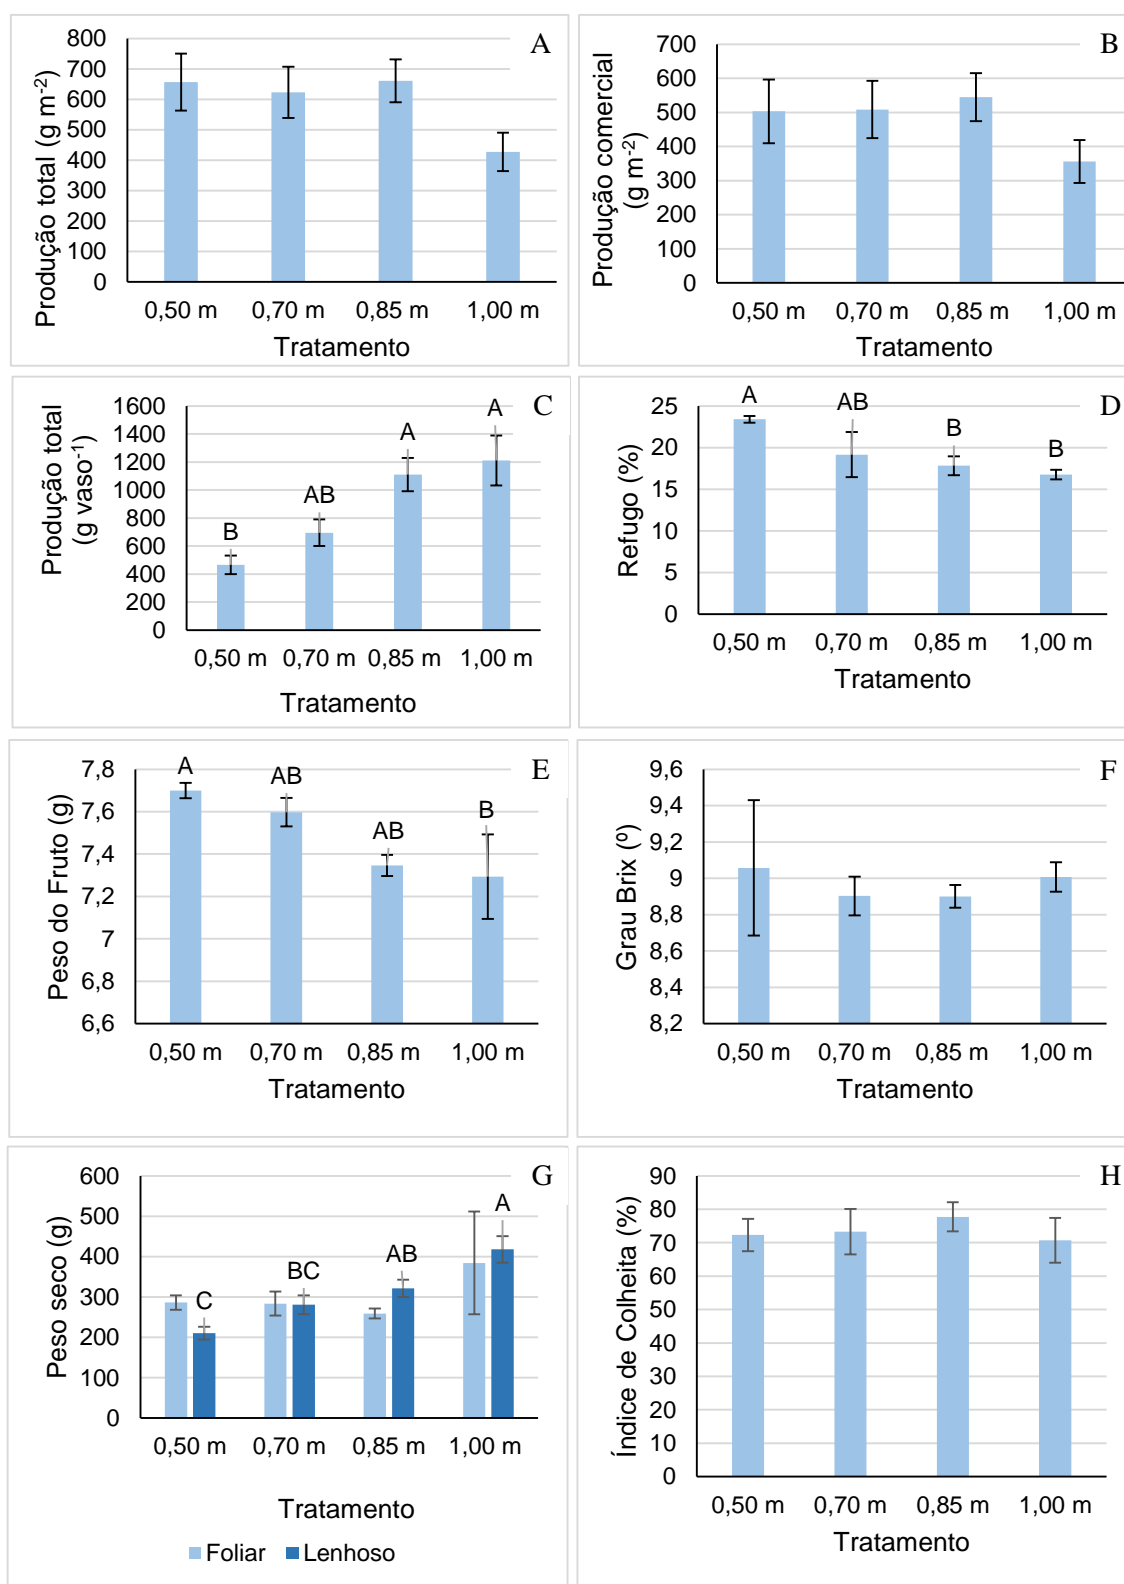 A
Produção total (g m-2)
800
700
600
500
400
300
200
100
0
0,50 m 0,70 m 0,85 m 1,00 m
Tratamento
B
Produção comercial
(g m-2)
700
600
500
400
300
200
100
0
0,50 m 0,70 m 0,85 m 1,00 m
Tratamento
C
Produção total
(g vaso-1)
1600
1400
1200
1000
800
600
400
200
0
B AB A A
0,50 m 0,70 m 0,85 m 1,00 m
Tratamento
D
Refugo (%)
25
20
15
10
5
0
A AB B B
0,50 m 0,70 m 0,85 m 1,00 m
Tratamento
E
Peso do Fruto (g)
7,8
7,6
7,4
7,2
7
6,8
6,6
A AB AB B
0,50 m 0,70 m 0,85 m 1,00 m
Tratamento
F
Grau Brix (º)
9,6
9,4
9,2
9
8,8
8,6
8,4
8,2
0,50 m 0,70 m 0,85 m 1,00 m
Tratamento
G
Peso seco (g)
600
500
400
300
200
100
0
C BC AB A
0,50 m 0,70 m 0,85 m 1,00 m
Tratamento
Foliar Lenhoso
H
Índice de Colheita (%)
90
80
70
60
50
40
30
20
10
0
0,50 m 0,70 m 0,85 m 1,00 m
Tratamento